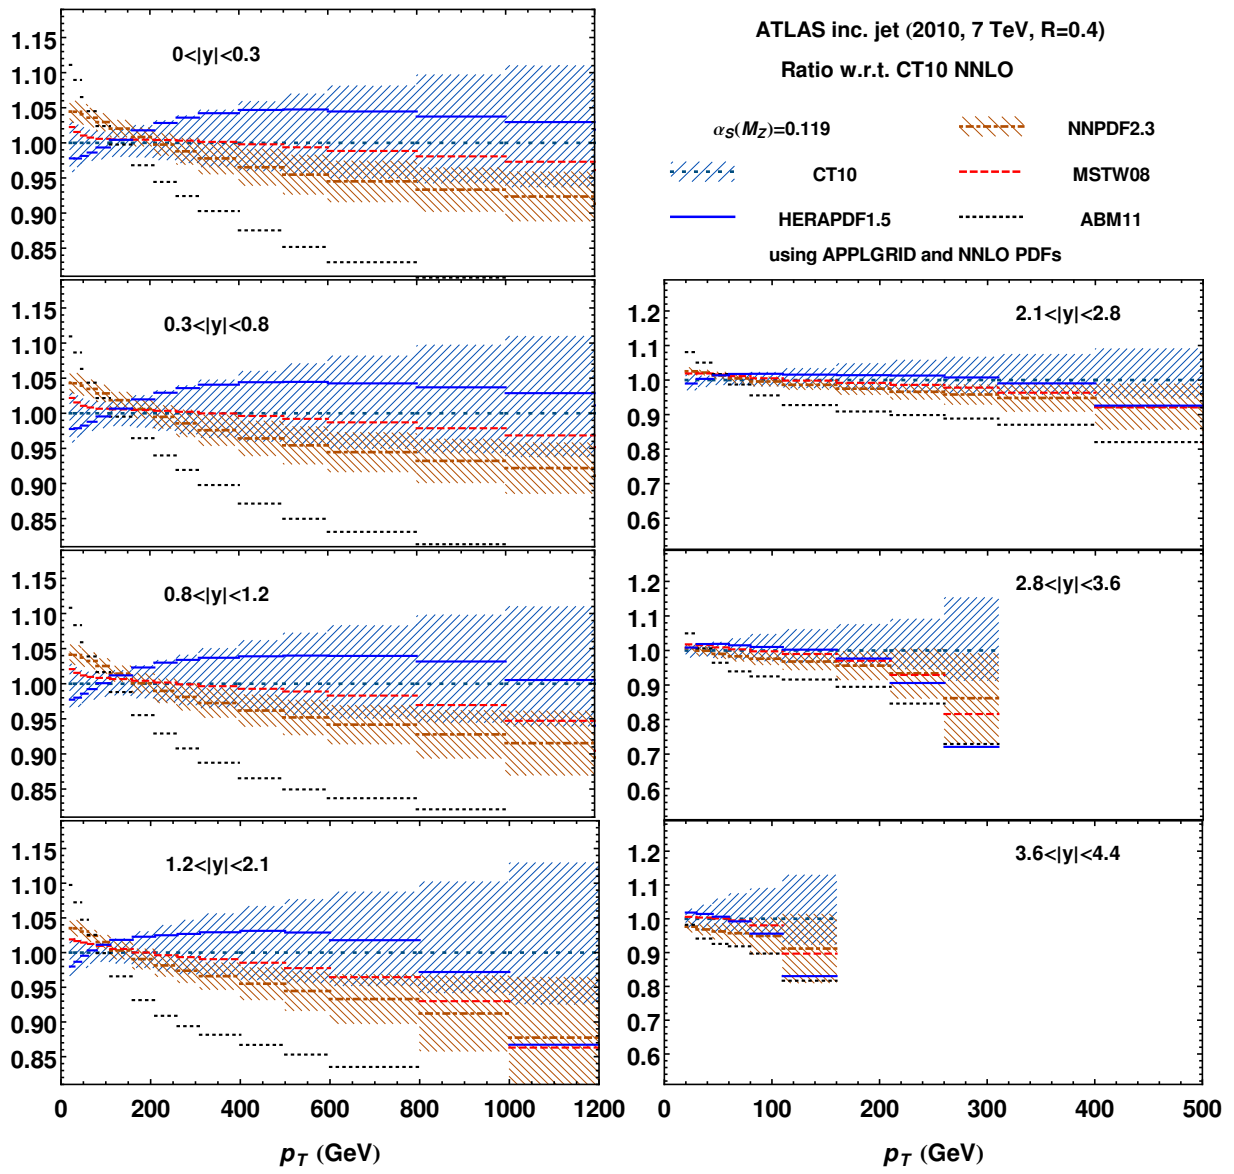 ATLAS inc. jet (2010, 7 TeV, R=0.4)
Ratio w.r.t. CT10 NNLO
α_S(M_Z)=0.119
NNPDF2.3
CT10
MSTW08
HERAPDF1.5
ABM11
using APPLGRID and NNLO PDFs
0<|y|<0.3
1.15
1.10
1.05
1.00
0.95
0.90
0.85
0.3<|y|<0.8
1.15
1.10
1.05
1.00
0.95
0.90
0.85
0.8<|y|<1.2
1.15
1.10
1.05
1.00
0.95
0.90
0.85
1.2<|y|<2.1
1.15
1.10
1.05
1.00
0.95
0.90
0.85
0 200 400 600 800 1000 1200
p_T (GeV)
2.1<|y|<2.8
1.2
1.1
1.0
0.9
0.8
0.7
0.6
2.8<|y|<3.6
1.2
1.1
1.0
0.9
0.8
0.7
0.6
3.6<|y|<4.4
1.2
1.1
1.0
0.9
0.8
0.7
0.6
0 100 200 300 400 500
p_T (GeV)